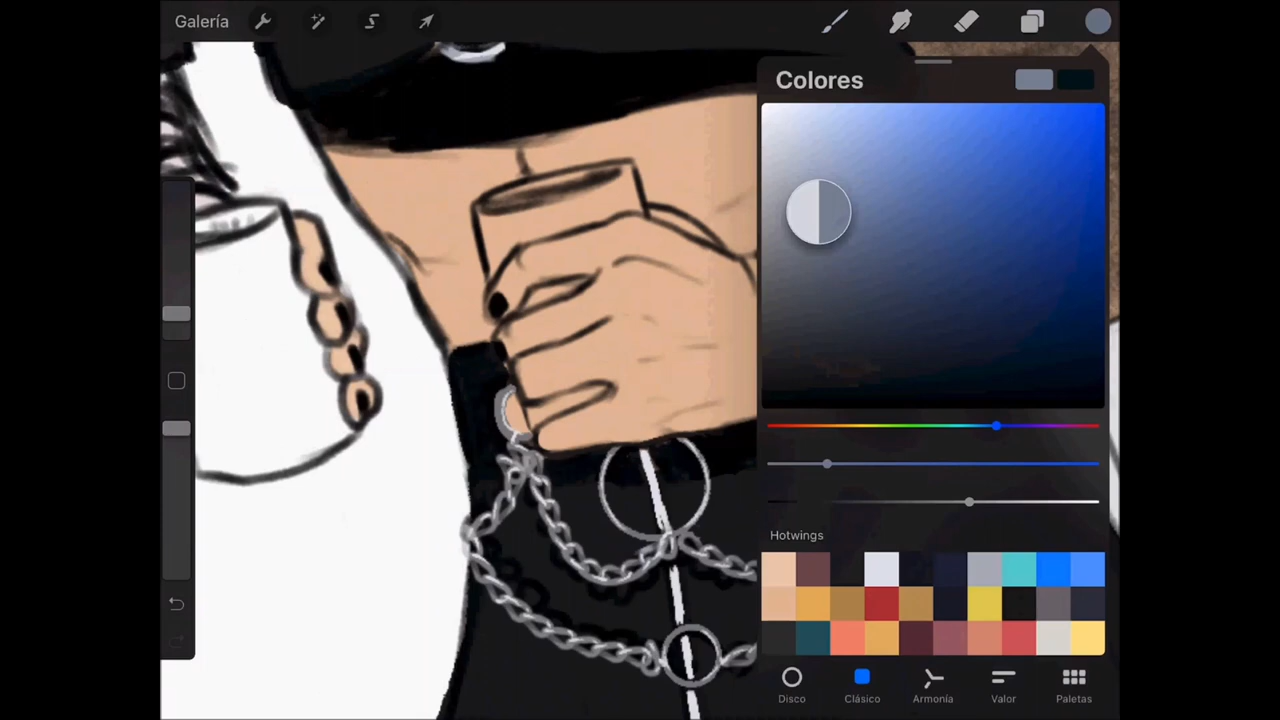 Galería
Colores
Hotwings
Disco
Clásico
Armonía
Valor
Paletas